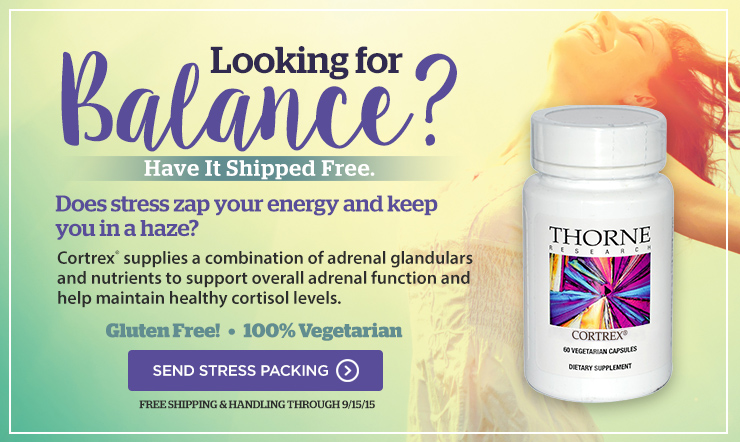 Looking for
Balance?
Have It Shipped Free.
Does stress zap your energy and keep
you in a haze?
Cortrex® supplies a combination of adrenal glandulars
and nutrients to support overall adrenal function and
help maintain healthy cortisol levels.
Gluten Free! • 100% Vegetarian
SEND STRESS PACKING
FREE SHIPPING & HANDLING THROUGH 9/15/15
THORNE
RESEARCH
CORTREX®
60 VEGETARIAN CAPSULES
DIETARY SUPPLEMENT